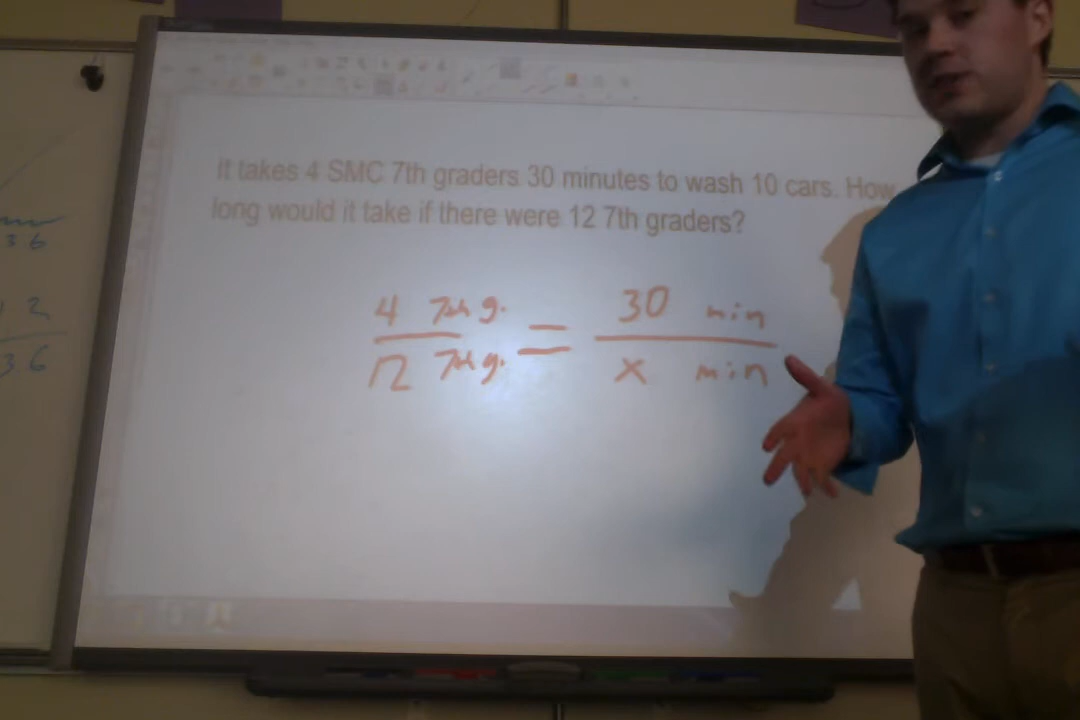 It takes 4 SMC 7th graders 30 minutes to wash 10 cars. How
long would it take if there were 12 7th graders?
4 7th g. = 30 min
12 7th g. x min
36
12
36